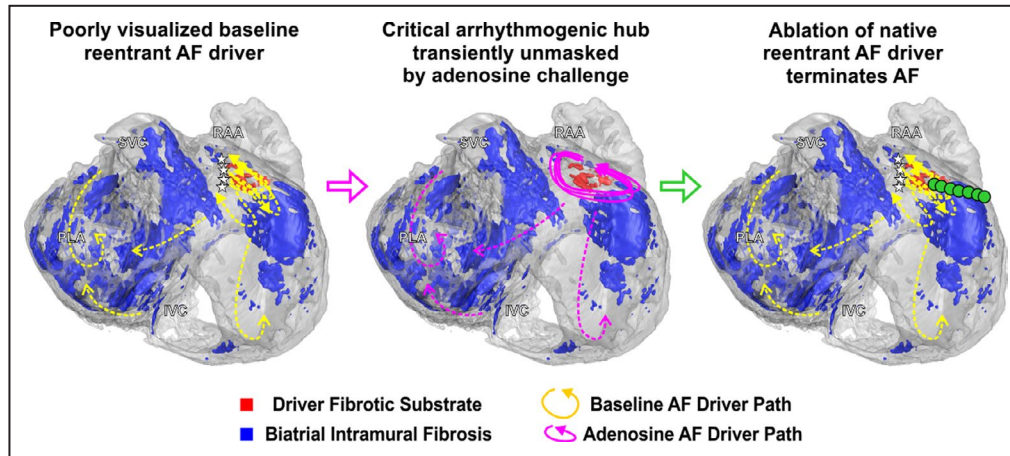 Poorly visualized baseline
reentrant AF driver
Critical arrhythmogenic hub
transiently unmasked
by adenosine challenge
Ablation of native
reentrant AF driver
terminates AF
SVC
RAA
PLA
IVC
SVC
RAA
PLA
IVC
SVC
RAA
PLA
IVC
Driver Fibrotic Substrate
Baseline AF Driver Path
Biatrial Intramural Fibrosis
Adenosine AF Driver Path